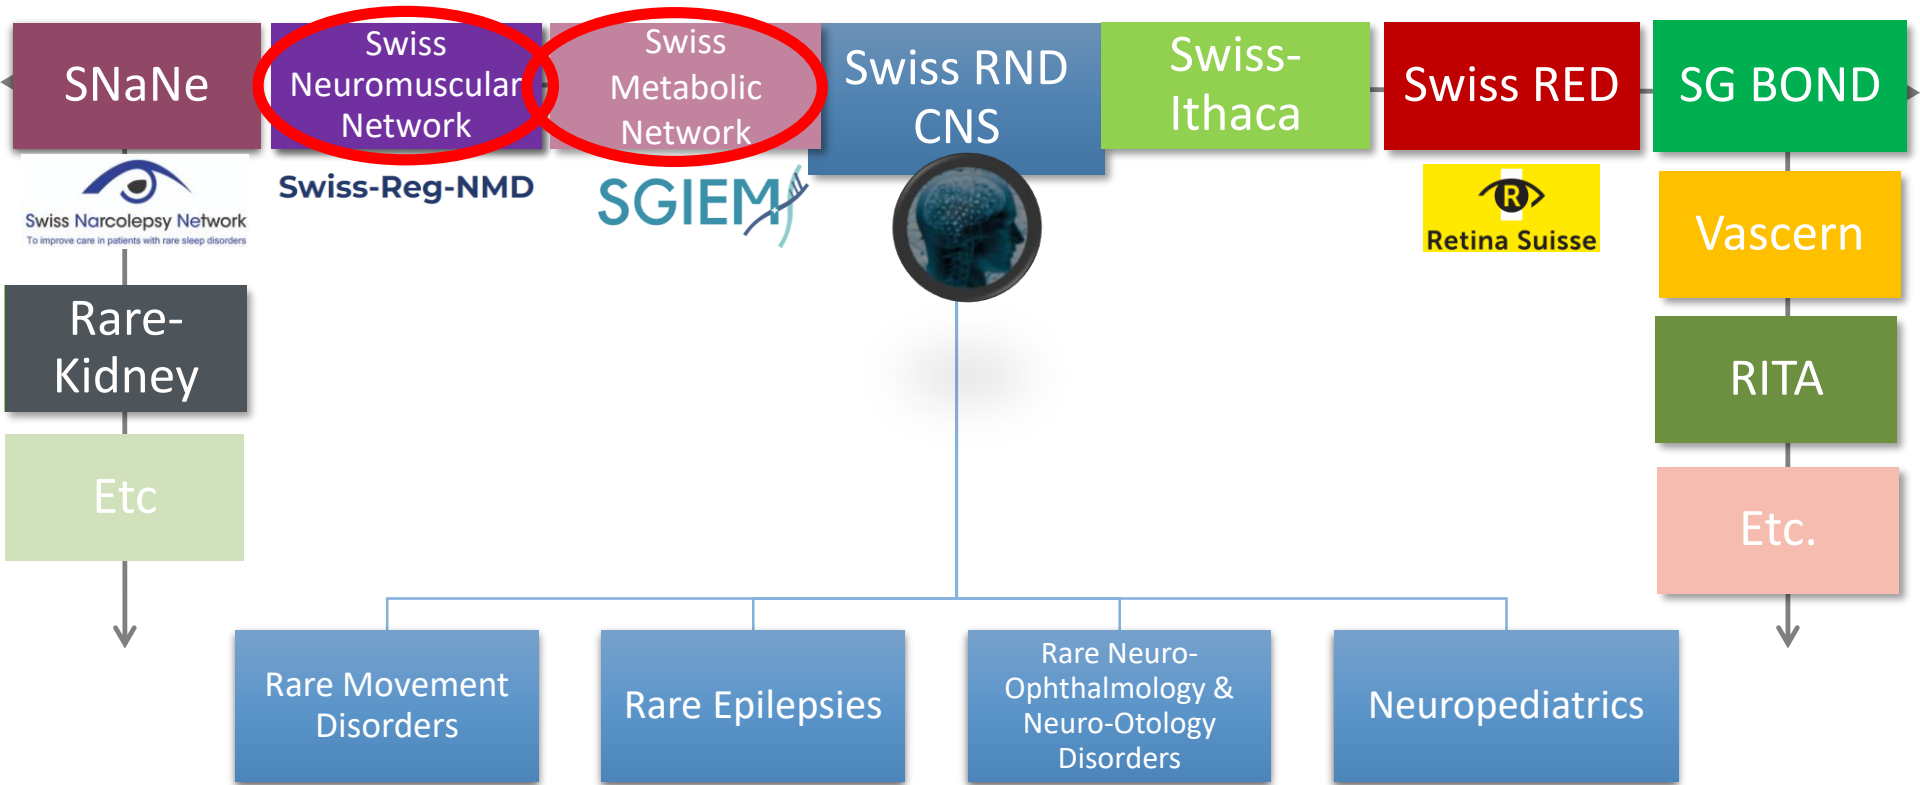 SNaNe
Swiss
Neuromuscular
Network
Swiss
Metabolic
Network
Swiss RND
CNS
Swiss-
Ithaca
Swiss RED
SG BOND
Swiss Narcolepsy Network
To improve care in patients with rare sleep disorders
Swiss-Reg-NMD
SGIEM
R
Retina Suisse
Vascern
Rare-
Kidney
RITA
Etc
Etc.
Rare Movement
Disorders
Rare Epilepsies
Rare Neuro-
Ophthalmology &
Neuro-Otology
Disorders
Neuropediatrics